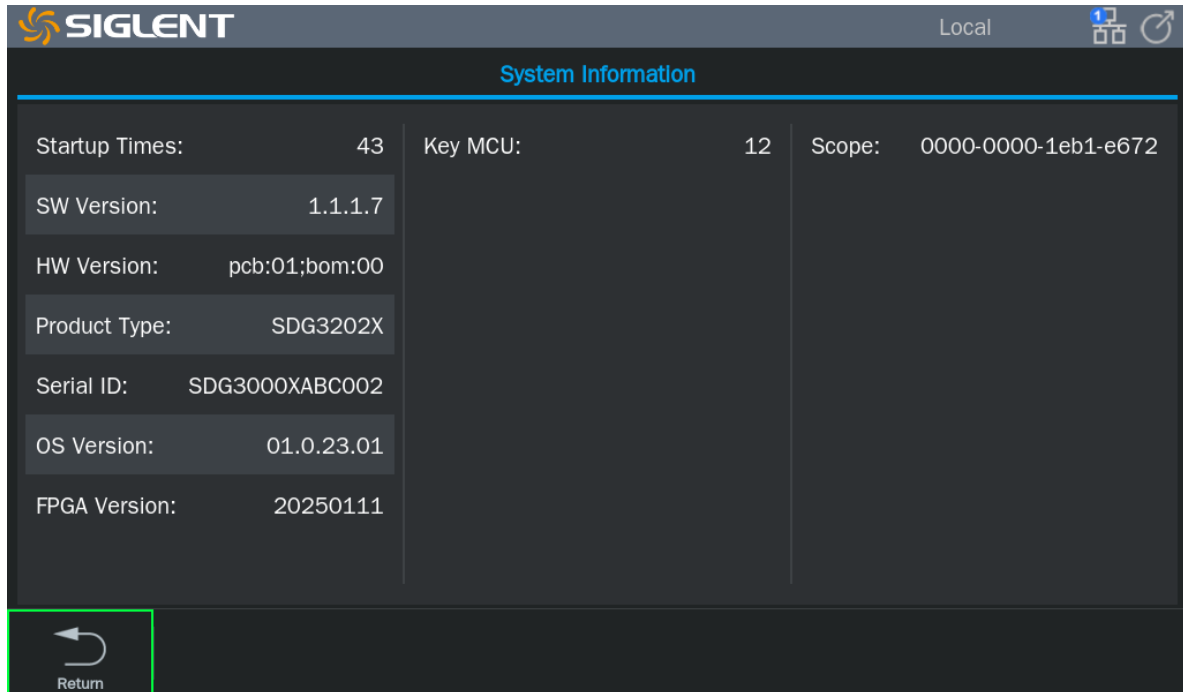 SIGLENT
Local
1
System Information
Startup Times: 43
SW Version: 1.1.1.7
HW Version: pcb:01;bom:00
Product Type: SDG3202X
Serial ID: SDG3000XABC002
OS Version: 01.0.23.01
FPGA Version: 20250111
Key MCU: 12
Scope: 0000-0000-1eb1-e672
Return